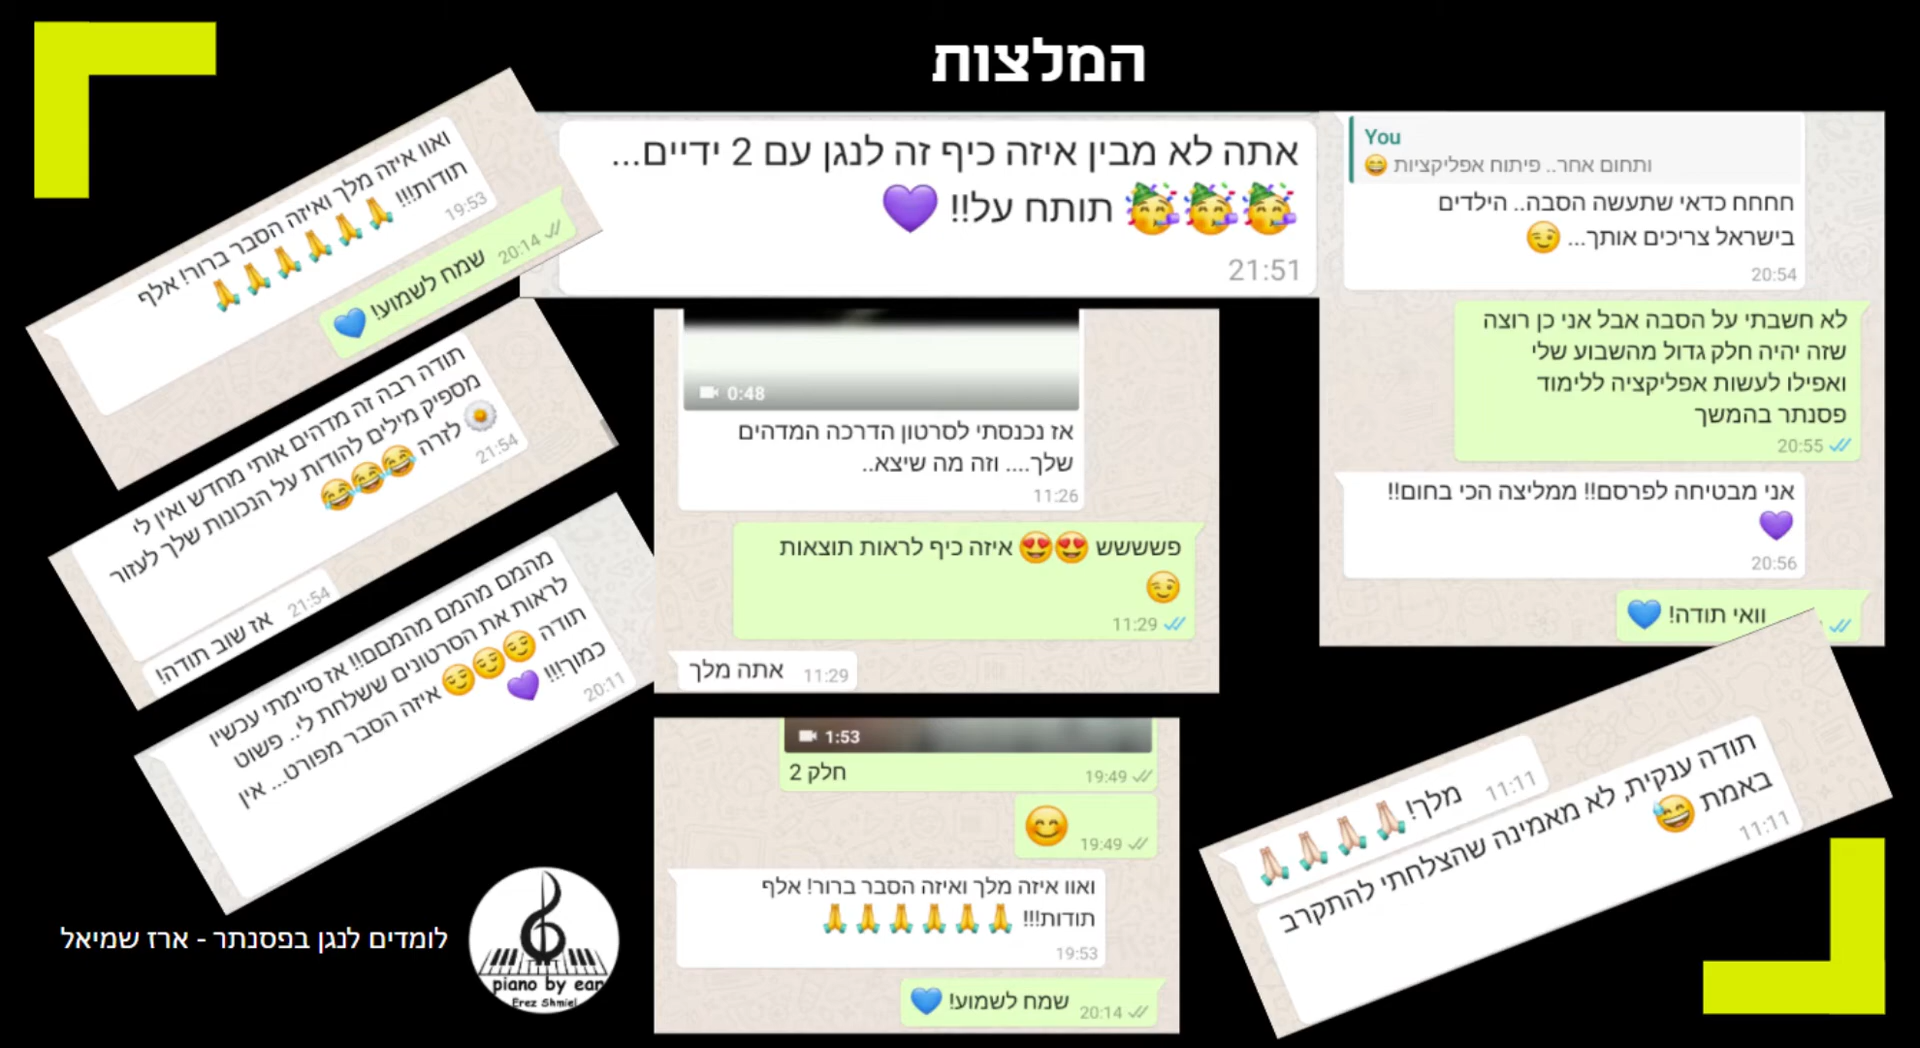 המלצות
ואוו איזה מלך ואיזה הסבר ברור! אלף
תודות!!! 🙏🙏🙏🙏🙏🙏
19:53
שמח לשמוע! 💙
20:14
תודה רבה זה מדהים אותי מחדש ואין לי
מספיק מילים להודות על הנכונות שלך לעזור
🌼 לזרה 😂😂😂
21:54
אז שוב תודה! 21:54
מהמם מהמם מהמםם!! אז סיימתי עכשיו
לראות את הסרטונים ששלחת לי.. פשוט
תודה 😌😌😌 איזה הסבר מפורט... אין
כמוך!!! 💜
20:11
אתה לא מבין איזה כיף זה לנגן עם 2 ידיים...
🥳🥳🥳 תותח על!! 💜
21:51
0:48
אז נכנסתי לסרטון הדרכה המדהים
שלך.... וזה מה שיצא..
11:26
פששששש 😍😍 איזה כיף לראות תוצאות
😉
11:29
אתה מלך 11:29
1:53
חלק 2
19:49
😊
19:49
ואוו איזה מלך ואיזה הסבר ברור! אלף
תודות!!! 🙏🙏🙏🙏🙏🙏
19:53
שמח לשמוע! 💙
20:14
You
ותחום אחר.. פיתוח אפליקציות 😄
חחחח כדאי שתעשה הסבה.. הילדים
בישראל צריכים אותך... 😉
20:54
לא חשבתי על הסבה אבל אני כן רוצה
שזה יהיה חלק גדול מהשבוע שלי
ואפילו לעשות אפליקציה ללימוד
פסנתר בהמשך
20:55
אני מבטיחה לפרסם!! ממליצה הכי בחום!!
💜
20:56
וואי תודה! 💙
מלך! 🙏🏻🙏🏻🙏🏻🙏🏻
11:11
תודה ענקית, לא מאמינה שהצלחתי להתקרב
באמת 😅
11:11
לומדים לנגן בפסנתר - ארז שמיאל
piano by ear
Erez Shmiel